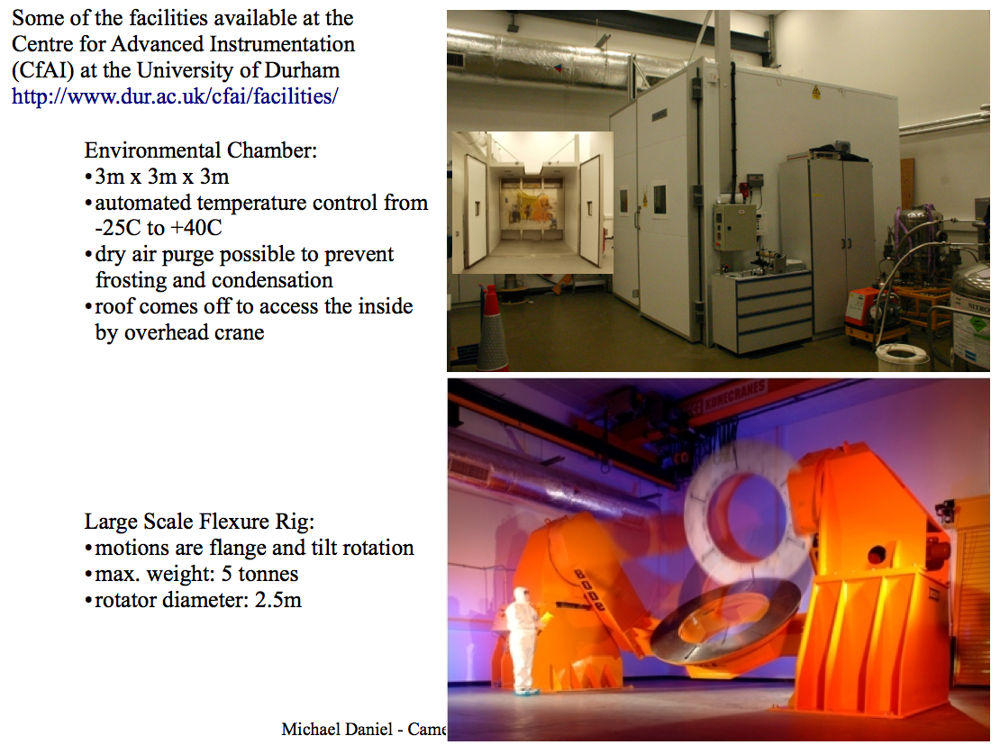 Some of the facilities available at the
Centre for Advanced Instrumentation
(CfAI) at the University of Durham
http://www.dur.ac.uk/cfai/facilities/
Environmental Chamber:
•3m x 3m x 3m
•automated temperature control from
-25C to +40C
•dry air purge possible to prevent
frosting and condensation
•roof comes off to access the inside
by overhead crane
NITRO
KONECRANES
Large Scale Flexure Rig:
•motions are flange and tilt rotation
•max. weight: 5 tonnes
•rotator diameter: 2.5m
BODE
Michael Daniel - Came